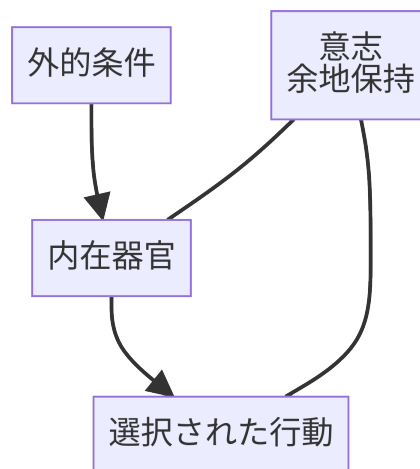 外的条件
意志
余地保持
内在器官
選択された行動